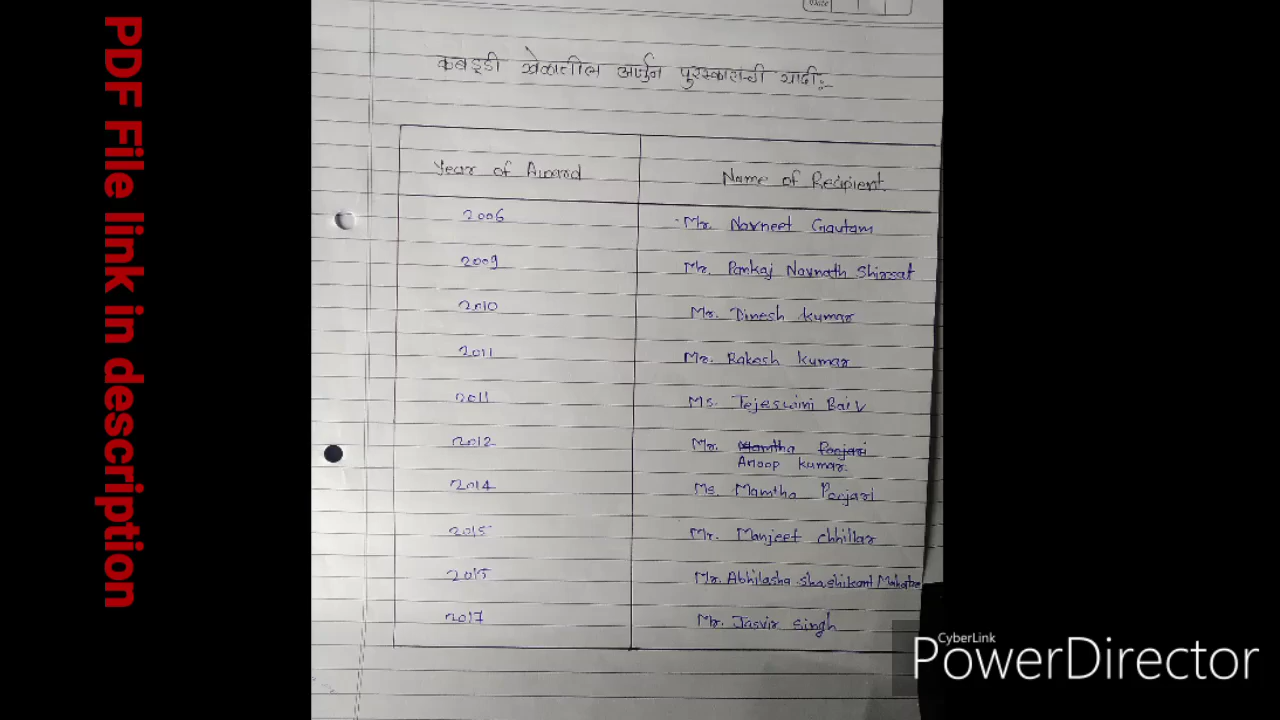 PDF File link in description
Date
कबड्डी खेळातील अर्जुन पुरस्कारांची यादी:-
Year of Award Name of Recipient.
2006 Mr. Navneet Gautam
2009 Mr. Pankaj Navnath Shirsat
2010 Mr. Dinesh kumar
2011 Mr. Rakesh kumar
2011 Ms. Tejeswini Bai V
2012 Mr. Mamtha Poojari
Anoop kumar.
2014 Ms. Mamtha Poojari
2015 Mr. Manjeet chhillar
2015 Mr. Abhilasha Shashikant Mahatre
2017 Mr. Jasvir Singh
CyberLink
PowerDirector